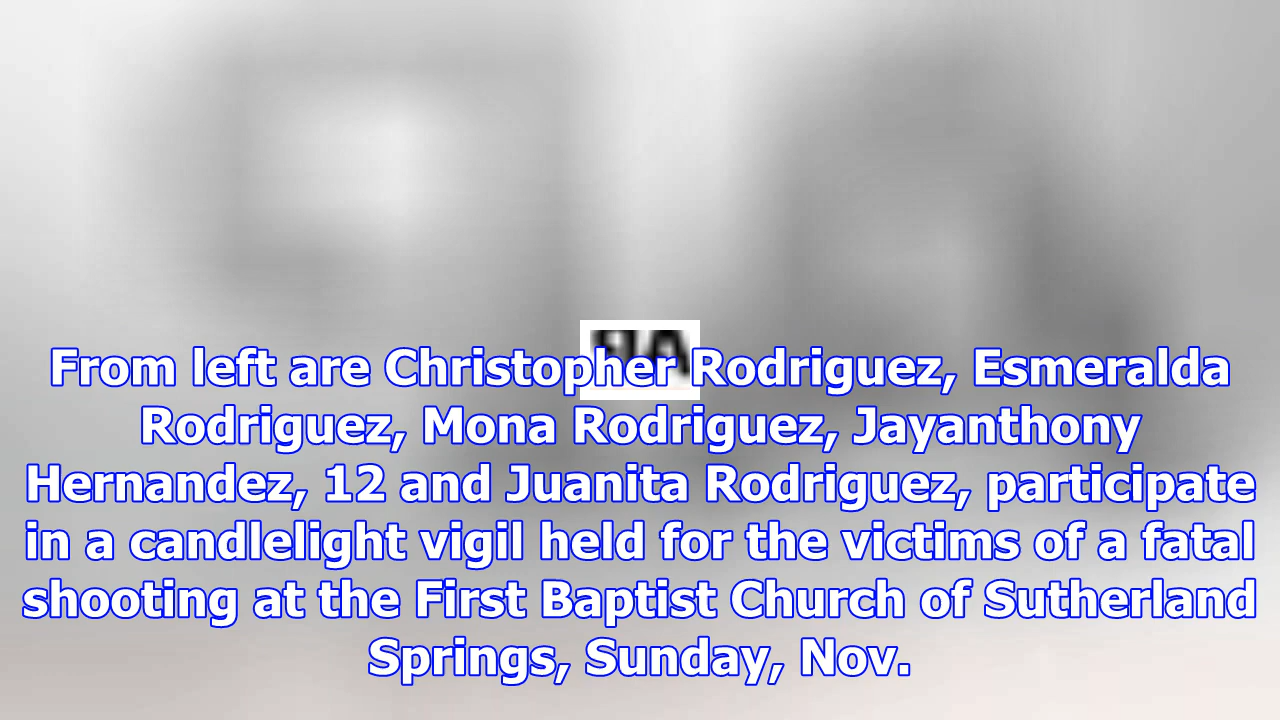 From left are Christopher Rodriguez, Esmeralda
Rodriguez, Mona Rodriguez, Jayanthony
Hernandez, 12 and Juanita Rodriguez, participate
in a candlelight vigil held for the victims of a fatal
shooting at the First Baptist Church of Sutherland
Springs, Sunday, Nov.